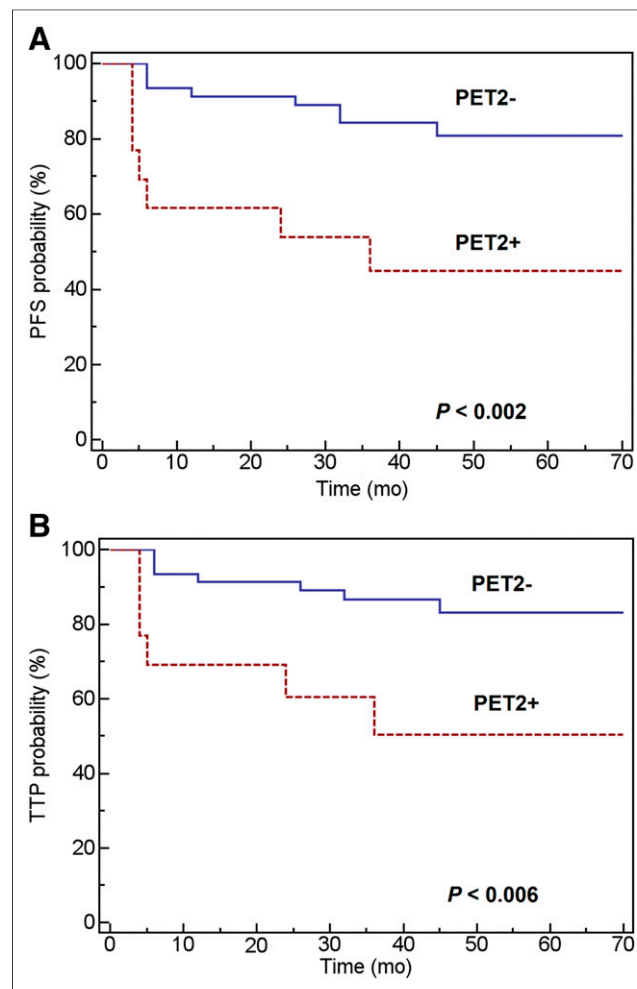 A
100
80
60
40
20
0
PFS probability (%)
PET2-
PET2+
P < 0.002
0 10 20 30 40 50 60 70
Time (mo)
B
100
80
60
40
20
0
TTP probability (%)
PET2-
PET2+
P < 0.006
0 10 20 30 40 50 60 70
Time (mo)